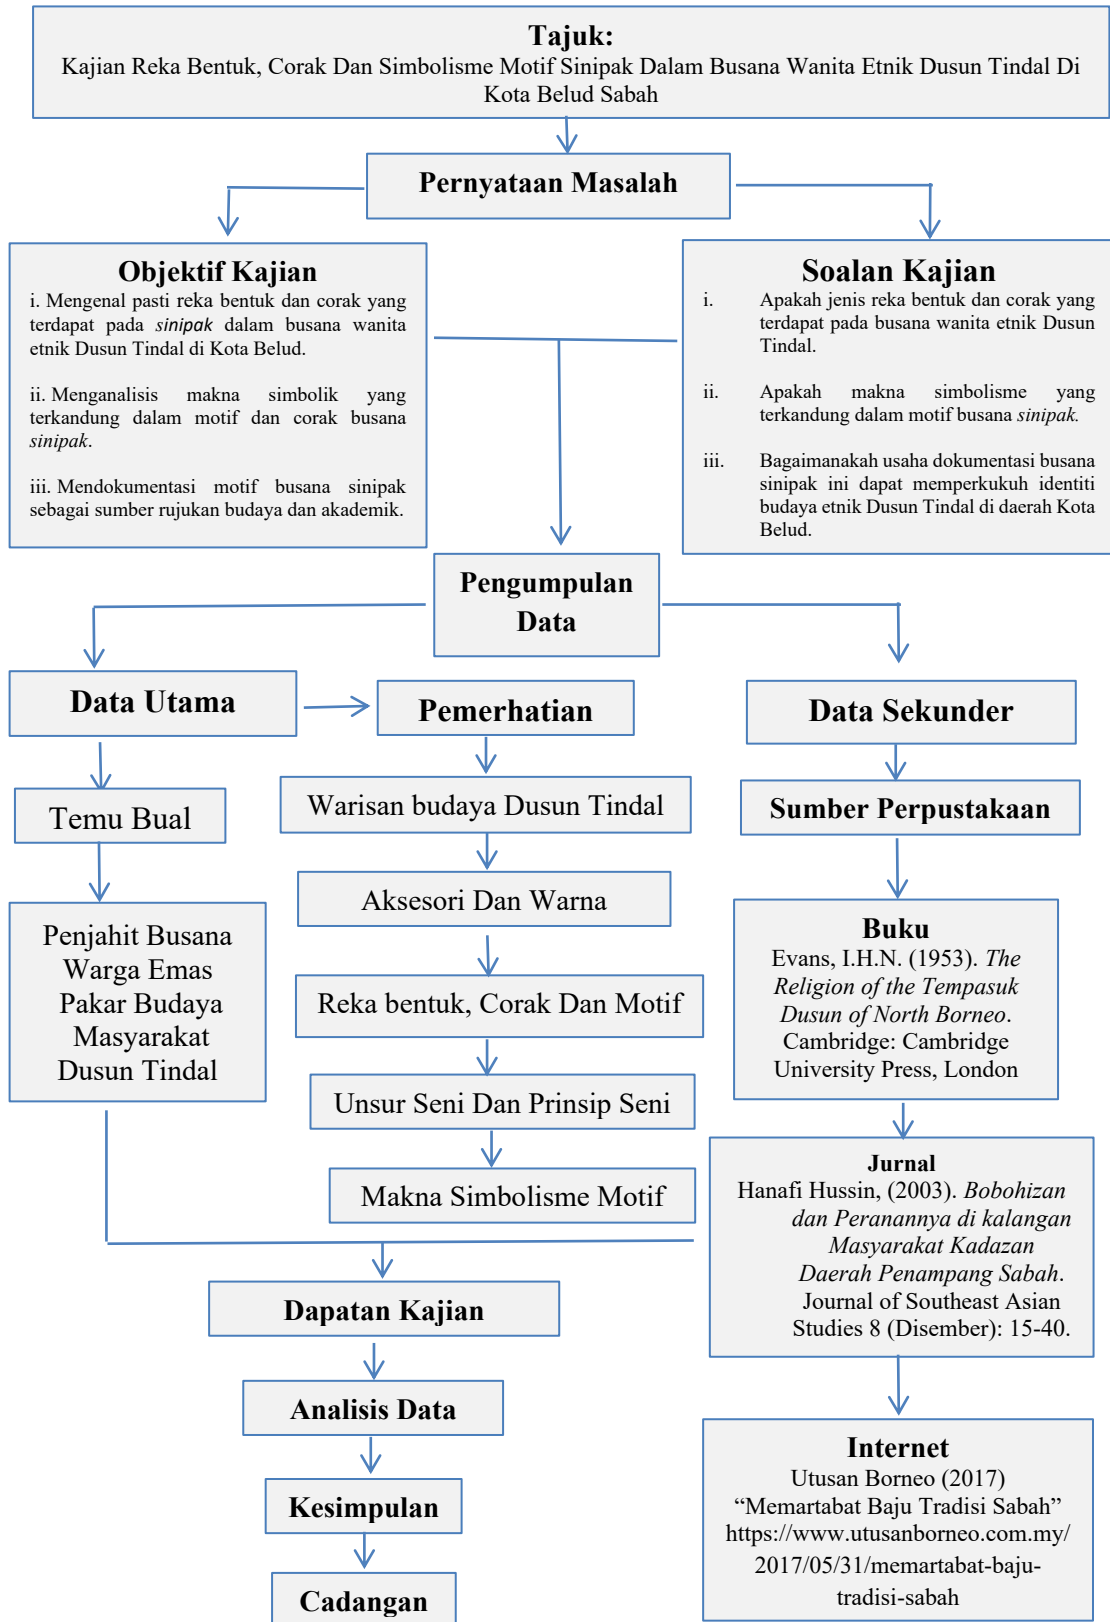 Tajuk:
Kajian Reka Bentuk, Corak Dan Simbolisme Motif Sinipak Dalam Busana Wanita Etnik Dusun Tindal Di
Kota Belud Sabah
Pernyataan Masalah
Objektif Kajian
i. Mengenal pasti reka bentuk dan corak yang
terdapat pada sinipak dalam busana wanita
etnik Dusun Tindal di Kota Belud.
ii. Menganalisis makna simbolik yang
terkandung dalam motif dan corak busana
sinipak.
iii. Mendokumentasi motif busana sinipak
sebagai sumber rujukan budaya dan akademik.
Soalan Kajian
i. Apakah jenis reka bentuk dan corak yang
terdapat pada busana wanita etnik Dusun
Tindal.
ii. Apakah makna simbolisme yang
terkandung dalam motif busana sinipak.
iii. Bagaimanakah usaha dokumentasi busana
sinipak ini dapat memperkukuh identiti
budaya etnik Dusun Tindal di daerah Kota
Belud.
Pengumpulan
Data
Data Utama
Pemerhatian
Data Sekunder
Temu Bual
Warisan budaya Dusun Tindal
Sumber Perpustakaan
Penjahit Busana
Warga Emas
Pakar Budaya
Masyarakat
Dusun Tindal
Aksesori Dan Warna
Reka bentuk, Corak Dan Motif
Unsur Seni Dan Prinsip Seni
Makna Simbolisme Motif
Buku
Evans, I.H.N. (1953). The
Religion of the Tempasuk
Dusun of North Borneo.
Cambridge: Cambridge
University Press, London
Jurnal
Hanafi Hussin, (2003). Bobohizan
dan Peranannya di kalangan
Masyarakat Kadazan
Daerah Penampang Sabah.
Journal of Southeast Asian
Studies 8 (Disember): 15-40.
Internet
Utusan Borneo (2017)
“Memartabat Baju Tradisi Sabah”
https://www.utusanborneo.com.my/
2017/05/31/memartabat-baju-
tradisi-sabah
Dapatan Kajian
Analisis Data
Kesimpulan
Cadangan